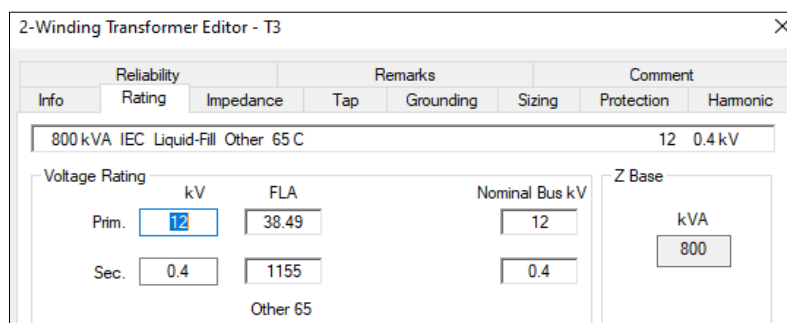 2-Winding Transformer Editor - T3
Reliability Remarks Comment
Info Rating Impedance Tap Grounding Sizing Protection Harmonic
800 kVA IEC Liquid-Fill Other 65 C 12 0.4 kV
Voltage Rating Z Base
kV FLA Nominal Bus kV
Prim. 12 38.49 12 kVA
800
Sec. 0.4 1155 0.4
Other 65